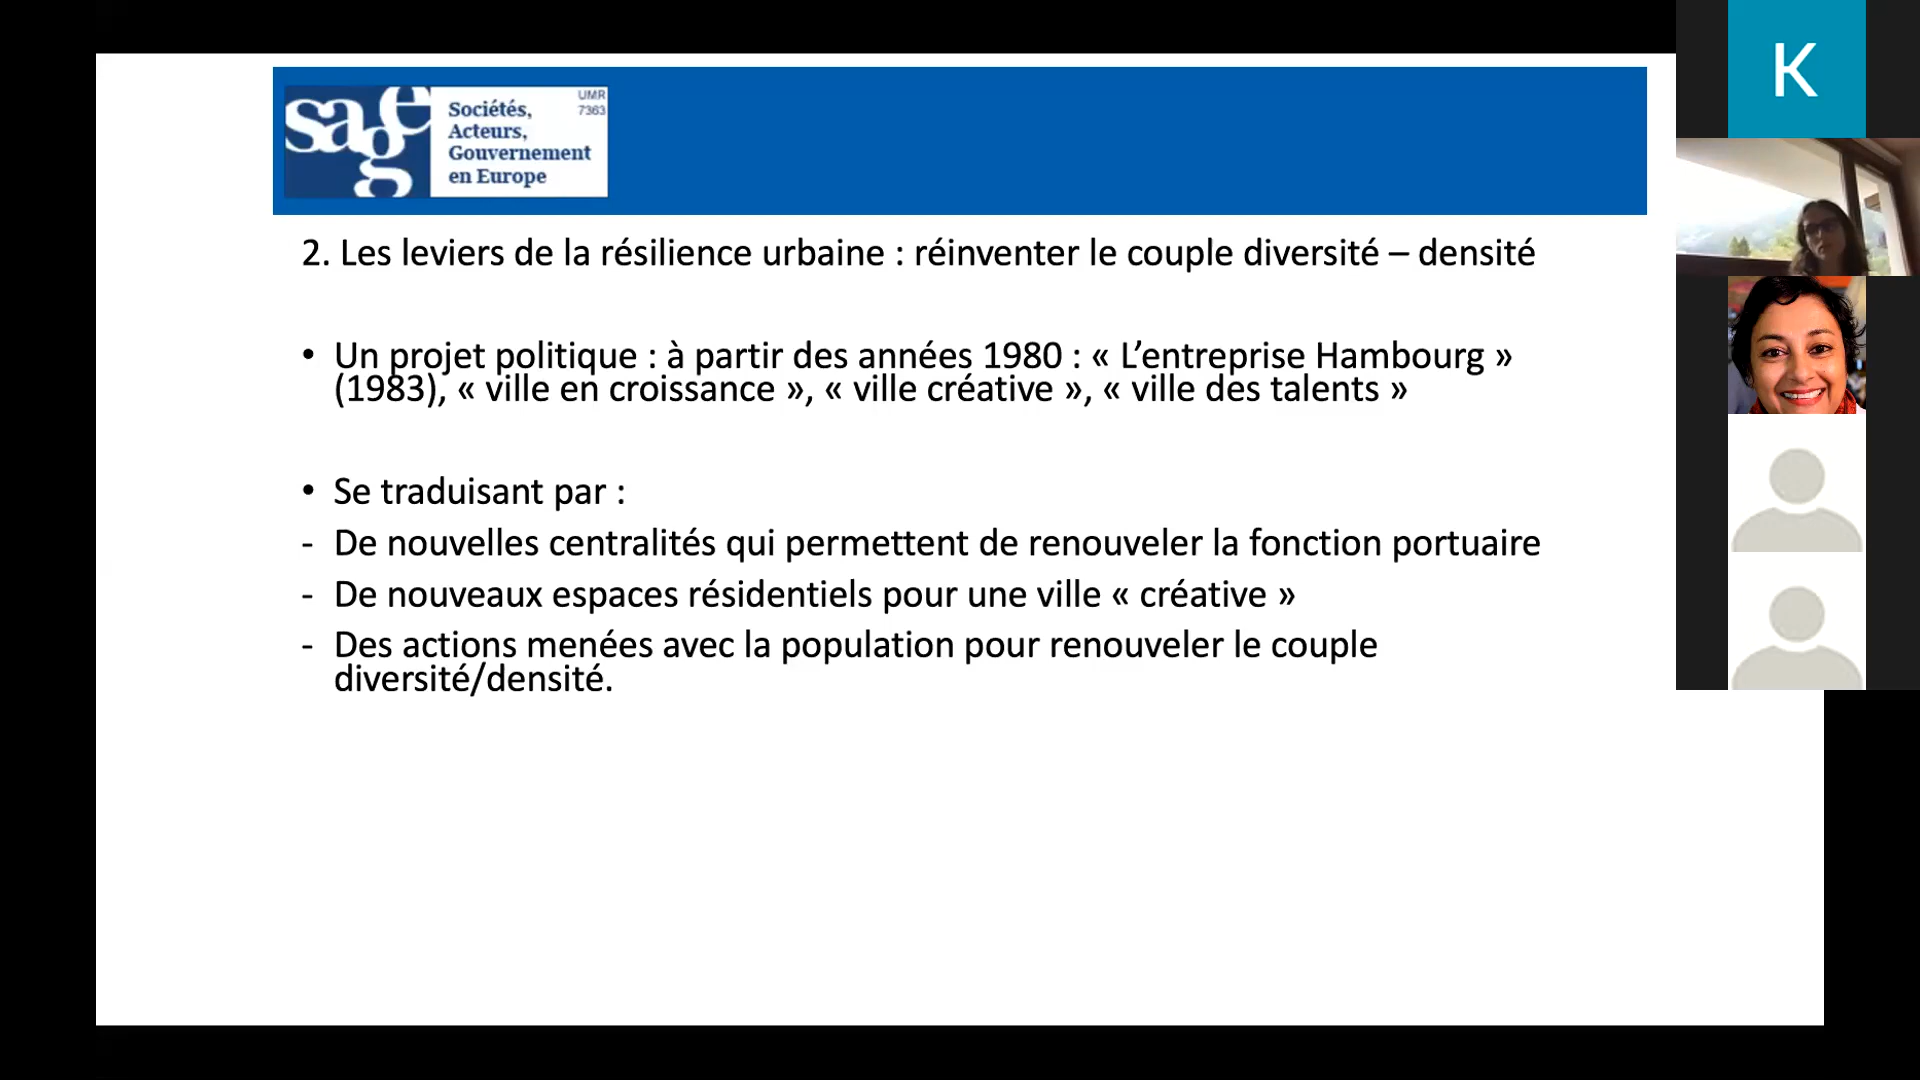 sage
UMR
7363
Sociétés,
Acteurs,
Gouvernement
en Europe
K
2. Les leviers de la résilience urbaine : réinventer le couple diversité – densité
• Un projet politique : à partir des années 1980 : « L’entreprise Hambourg »
(1983), « ville en croissance », « ville créative », « ville des talents »
• Se traduisant par :
- De nouvelles centralités qui permettent de renouveler la fonction portuaire
- De nouveaux espaces résidentiels pour une ville « créative »
- Des actions menées avec la population pour renouveler le couple
diversité/densité.